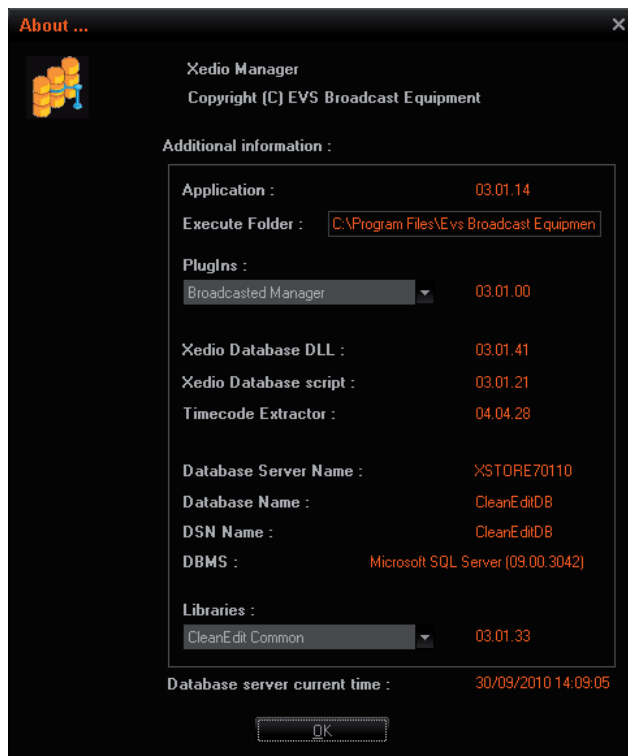 About ...
Xedio Manager
Copyright (C) EVS Broadcast Equipment
Additional information :
Application : 03.01.14
Execute Folder : C:\Program Files\Evs Broadcast Equipmen
PlugIns :
Broadcasted Manager 03.01.00
Xedio Database DLL : 03.01.41
Xedio Database script : 03.01.21
Timecode Extractor : 04.04.28
Database Server Name : XSTORE70110
Database Name : CleanEditDB
DSN Name : CleanEditDB
DBMS : Microsoft SQL Server (09.00.3042)
Libraries :
CleanEdit Common 03.01.33
Database server current time : 30/09/2010 14:09:05
OK